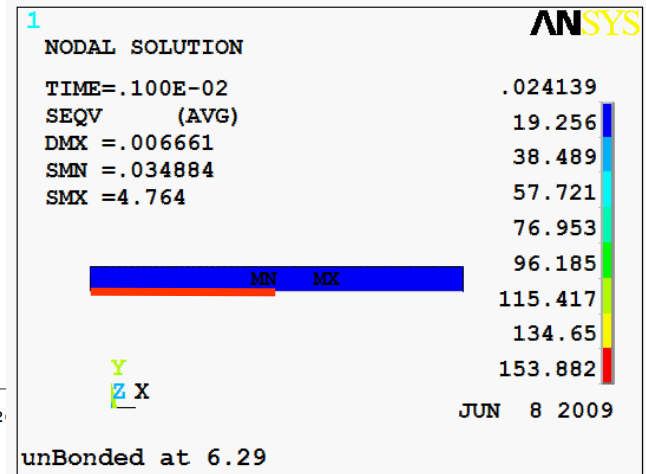 1
ANSYS
NODAL SOLUTION
TIME=.100E-02
SEQV (AVG)
DMX =.006661
SMN =.034884
SMX =4.764
.024139
19.256
38.489
57.721
76.953
96.185
115.417
134.65
153.882
MN MX
Y
Z X
JUN 8 2009
unBonded at 6.29